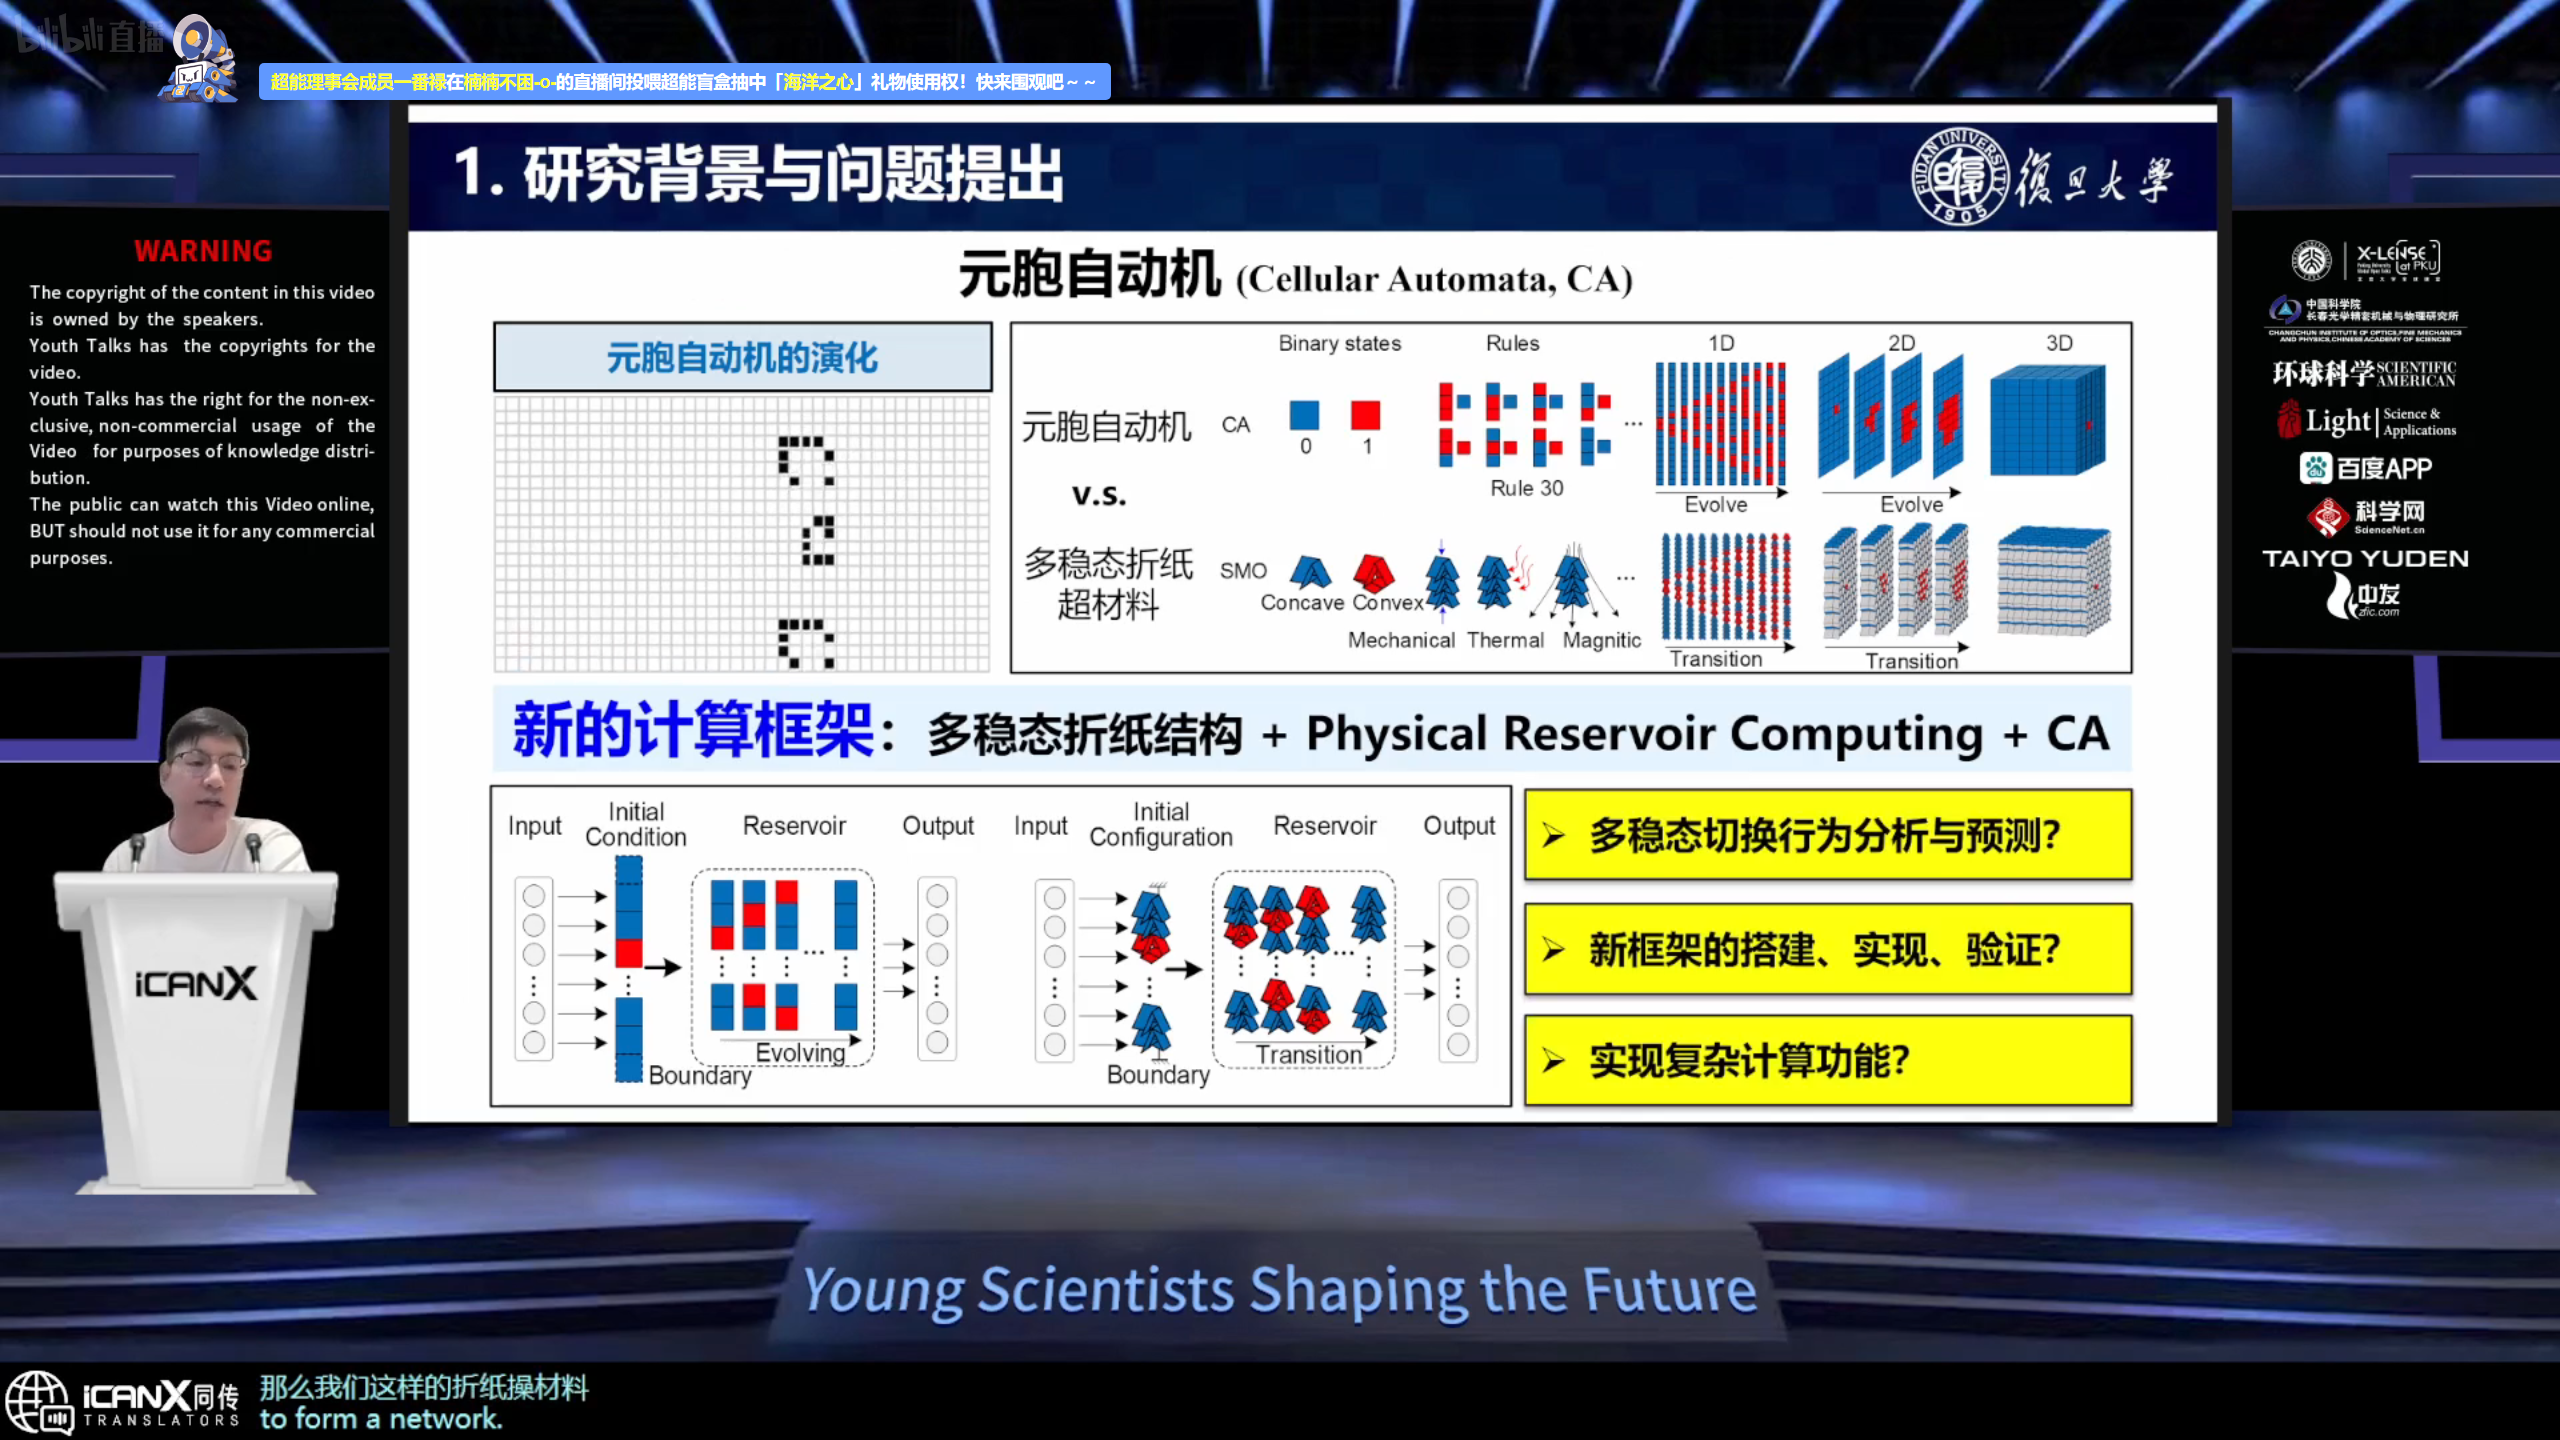 bilibili 直播
超能理事会成员一番禄在楠楠不困-o-的直播间投喂超能盲盒抽中「海洋之心」礼物使用权！快来围观吧～～
WARNING
The copyright of the content in this video
is owned by the speakers.
Youth Talks has the copyrights for the
video.
Youth Talks has the right for the non-ex-
clusive, non-commercial usage of the
Video for purposes of knowledge distri-
bution.
The public can watch this Video online,
BUT should not use it for any commercial
purposes.
iCANX
1. 研究背景与问题提出
FUDAN UNIVERSITY
1905
復旦大學
元胞自动机 (Cellular Automata, CA)
元胞自动机的演化
Binary states
Rules
1D
2D
3D
元胞自动机
CA
0
1
...
Rule 30
Evolve
Evolve
v.s.
多稳态折纸
超材料
SMO
Concave
Convex
Mechanical
Thermal
Magnitic
...
Transition
Transition
新的计算框架：多稳态折纸结构 + Physical Reservoir Computing + CA
Input
Initial
Condition
Reservoir
Output
Evolving
Boundary
Input
Initial
Configuration
Reservoir
Output
Transition
Boundary
➢ 多稳态切换行为分析与预测？
➢ 新框架的搭建、实现、验证？
➢ 实现复杂计算功能？
X-LENSE
at PKU
中国科学院
长春光学精密机械与物理研究所
CHANGCHUN INSTITUTE OF OPTICS, FINE MECHANICS
AND PHYSICS, CHINESE ACADEMY OF SCIENCES
环球科学 SCIENTIFIC
AMERICAN
Light Science &
Applications
du 百度APP
科学网
ScienceNet.cn
TAIYO YUDEN
中发
zfic.com
Young Scientists Shaping the Future
iCANX同传
TRANSLATORS
那么我们这样的折纸操材料
to form a network.